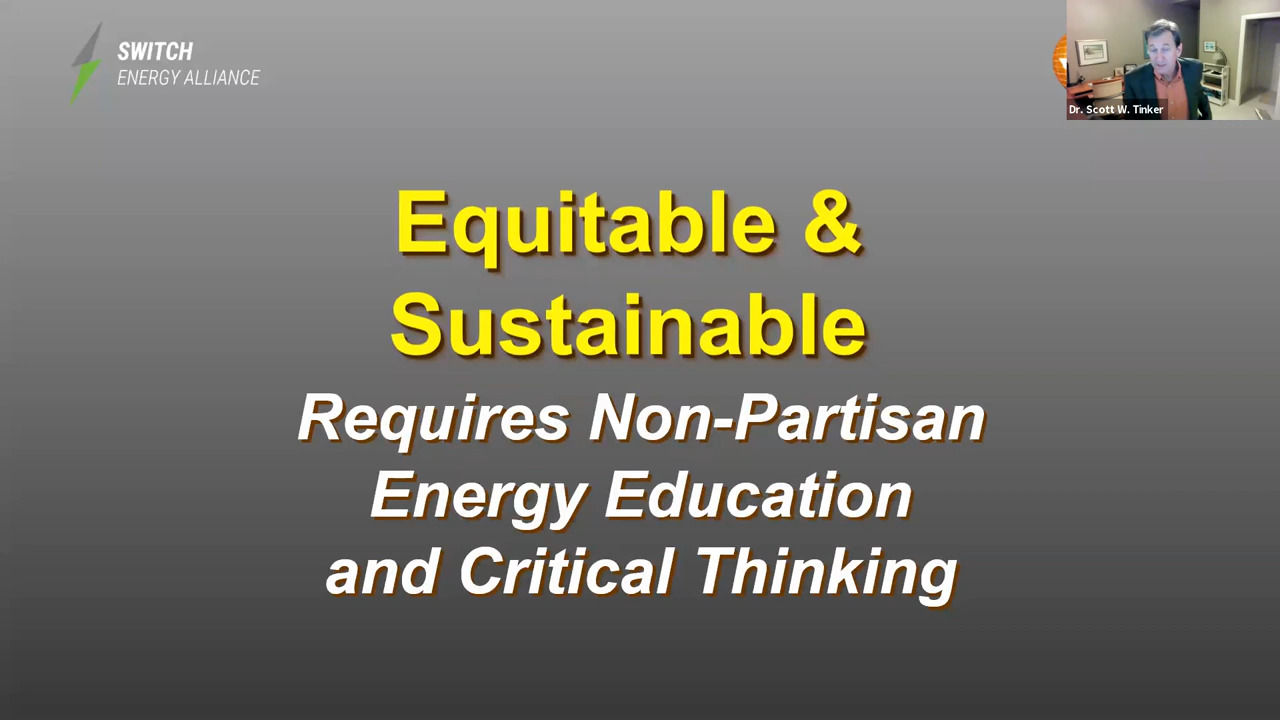 SWITCH
ENERGY ALLIANCE
Dr. Scott W. Tinker
Equitable &
Sustainable
Requires Non-Partisan
Energy Education
and Critical Thinking